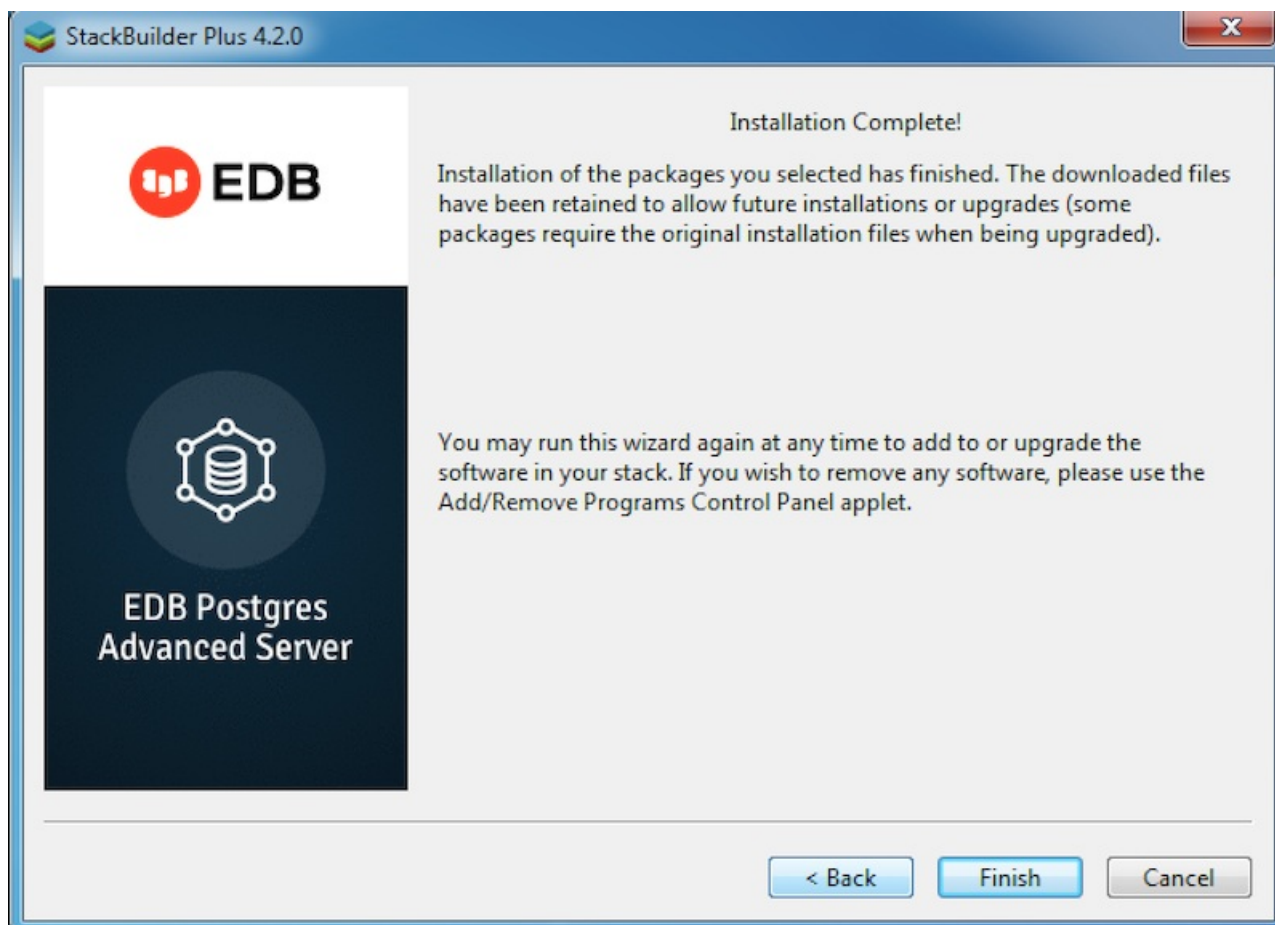 StackBuilder Plus 4.2.0
EDB
EDB Postgres
Advanced Server
Installation Complete!
Installation of the packages you selected has finished. The downloaded files
have been retained to allow future installations or upgrades (some
packages require the original installation files when being upgraded).
You may run this wizard again at any time to add to or upgrade the
software in your stack. If you wish to remove any software, please use the
Add/Remove Programs Control Panel applet.
< Back
Finish
Cancel